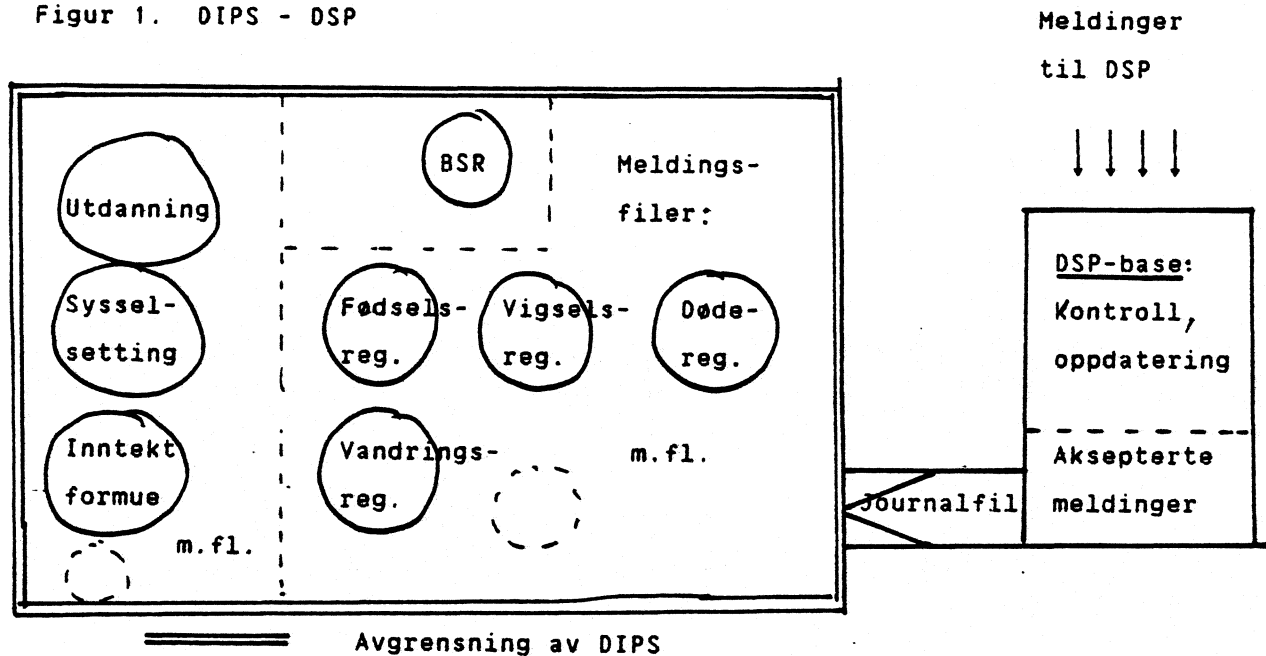 Figur 1. DIPS - DSP
Meldinger
til DSP
BSR
Meldings-
filer:
Utdanning
Syssel-
setting
Inntekt
formue
m.fl.
Fødsels-
reg.
Vigsels-
reg.
Døde-
reg.
Vandrings-
reg.
m.fl.
DSP-base:
Kontroll,
oppdatering
Aksepterte
meldinger
Journalfil
Avgrensning av DIPS